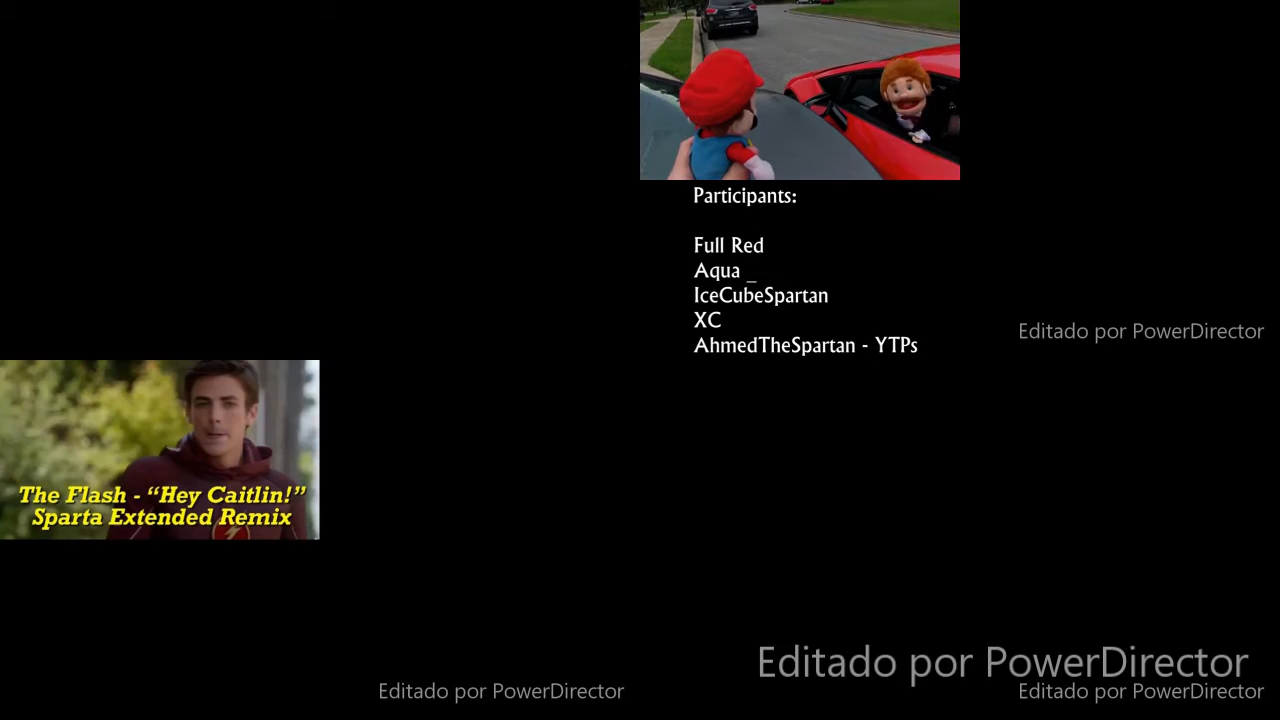 Participants:
Full Red
Aqua _
IceCubeSpartan
XC
AhmedTheSpartan - YTPs
Editado por PowerDirector
The Flash - “Hey Caitlin!”
Sparta Extended Remix
Editado por PowerDirector
Editado por PowerDirector
Editado por PowerDirector